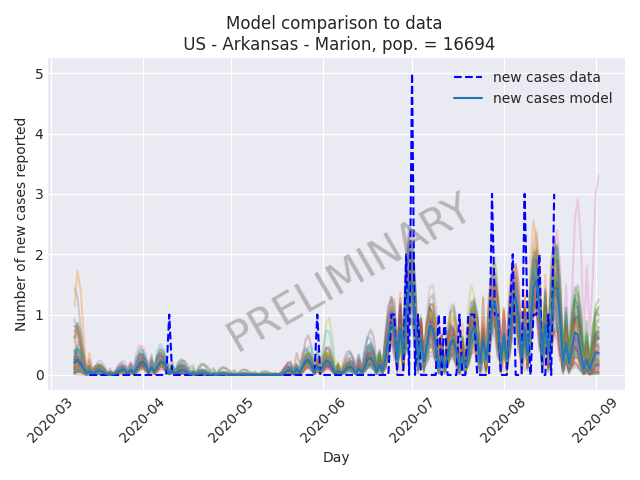 Model comparison to data
US - Arkansas - Marion, pop. = 16694
Number of new cases reported
5
4
3
2
1
0
new cases data
new cases model
PRELIMINARY
2020-03
2020-04
2020-05
2020-06
2020-07
2020-08
2020-09
Day